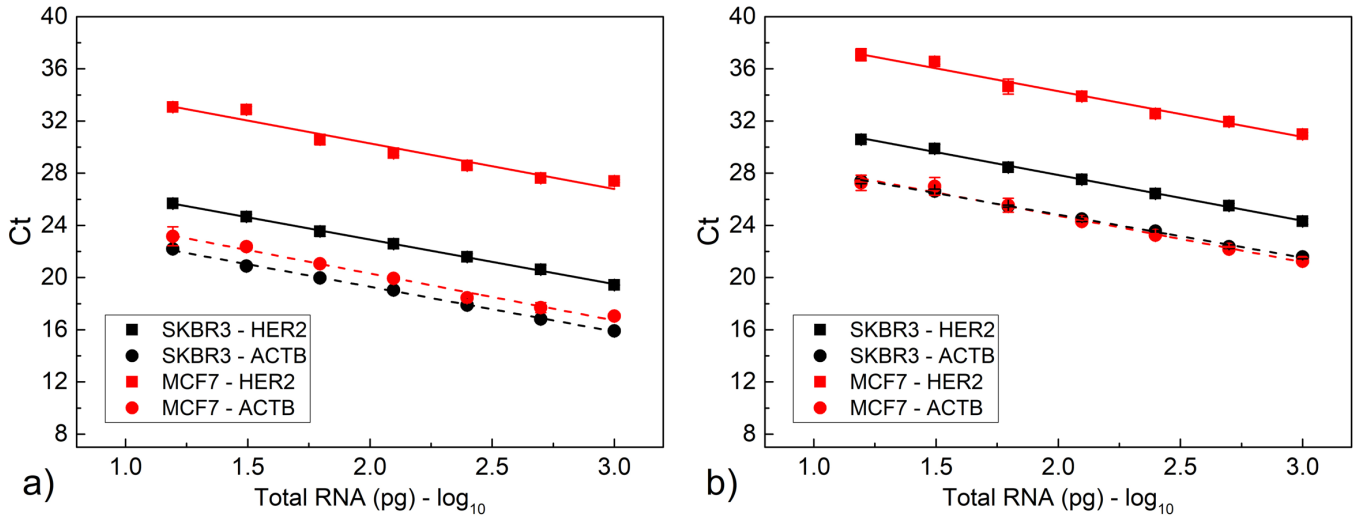 40
36
32
28
24
20
16
12
8
Ct
SKBR3 - HER2
SKBR3 - ACTB
MCF7 - HER2
MCF7 - ACTB
1.0 1.5 2.0 2.5 3.0
Total RNA (pg) - log₁₀
a)
40
36
32
28
24
20
16
12
8
Ct
SKBR3 - HER2
SKBR3 - ACTB
MCF7 - HER2
MCF7 - ACTB
1.0 1.5 2.0 2.5 3.0
Total RNA (pg) - log₁₀
b)